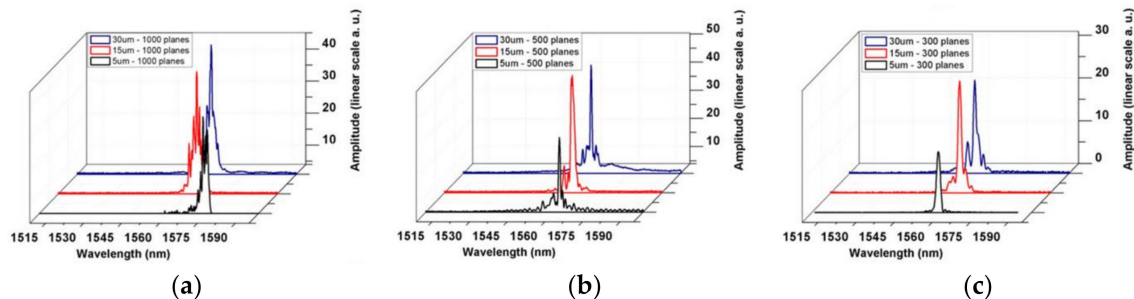 30um - 1000 planes
15um - 1000 planes
5um - 1000 planes
40
30
20
10
Amplitude (linear scale a. u.)
1515 1530 1545 1560 1575 1590
Wavelength (nm)
(a)
30um - 500 planes
15um - 500 planes
5um - 500 planes
50
40
30
20
10
Amplitude (linear scale a. u.)
1515 1530 1545 1560 1575 1590
Wavelength (nm)
(b)
30um - 300 planes
15um - 300 planes
5um - 300 planes
30
20
10
0
Amplitude (linear scale a. u.)
1515 1530 1545 1560 1575 1590
Wavelength (nm)
(c)